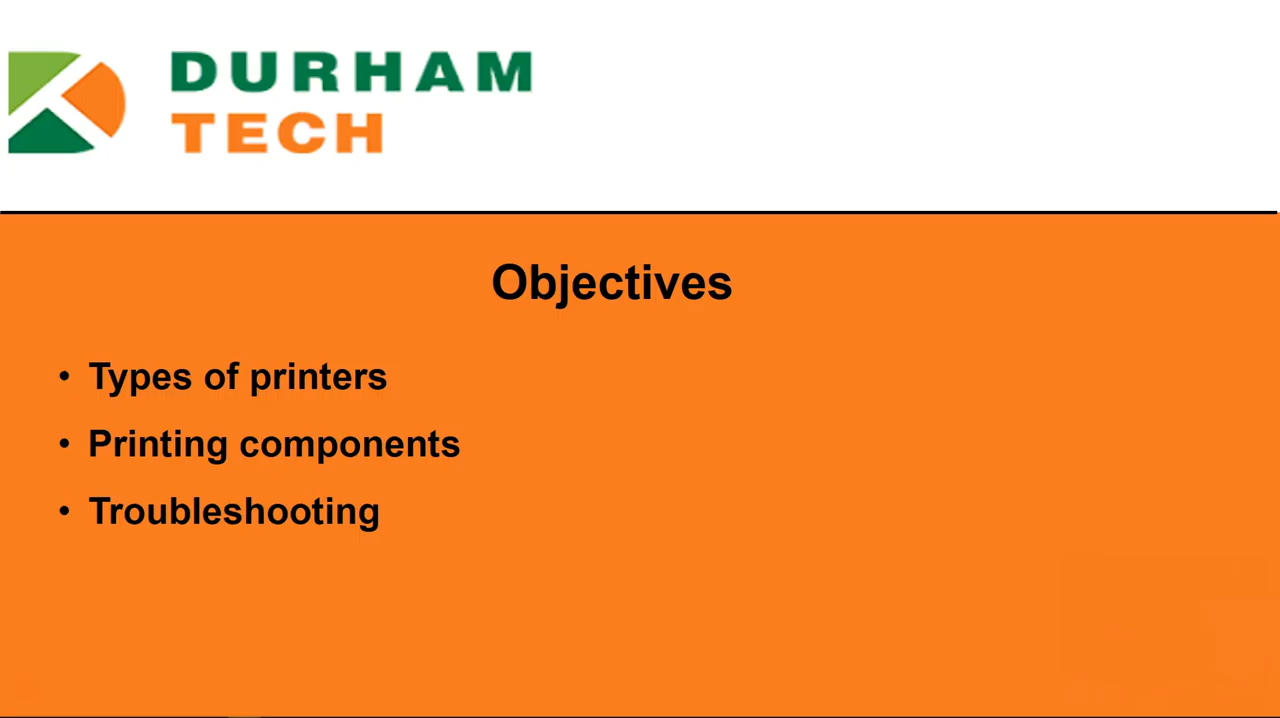 DURHAM
TECH
Objectives
• Types of printers
• Printing components
• Troubleshooting